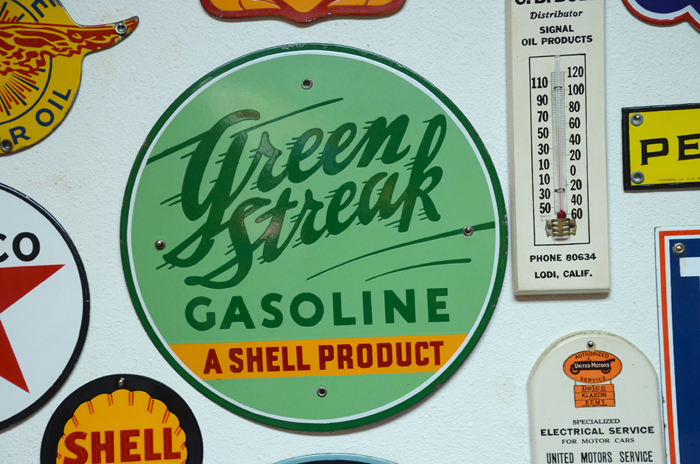 R OIL
CO
SHELL
Green
Streak
GASOLINE
A SHELL PRODUCT
Distributor
SIGNAL
OIL PRODUCTS
120
110 100
90 80
70 60
50 40
30 20
10 0
10 20
30 40
50 60
PHONE 80634
LODI, CALIF.
PE
AUTHORIZED
UNITED MOTORS
SERVICE
Delco
KLAXON
REMY
SPECIALIZED
ELECTRICAL SERVICE
FOR MOTOR CARS
UNITED MOTORS SERVICE